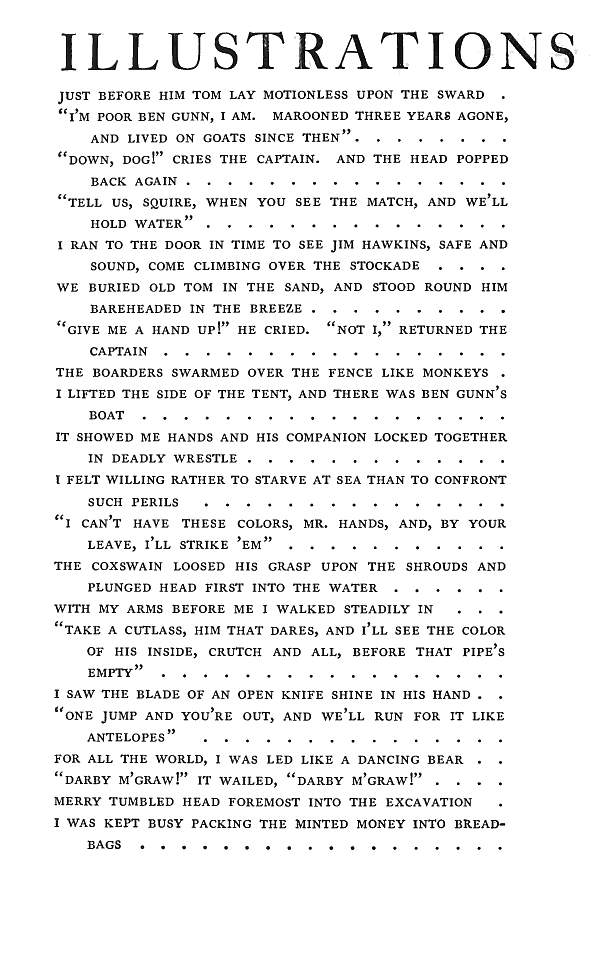 ILLUSTRATIONS
JUST BEFORE HIM TOM LAY MOTIONLESS UPON THE SWARD .
"I'M POOR BEN GUNN, I AM. MAROONED THREE YEARS AGONE,
AND LIVED ON GOATS SINCE THEN" . . . . . . . .
"DOWN, DOG!" CRIES THE CAPTAIN. AND THE HEAD POPPED
BACK AGAIN . . . . . . . . . . . . . . . .
"TELL US, SQUIRE, WHEN YOU SEE THE MATCH, AND WE'LL
HOLD WATER" . . . . . . . . . . . . . . .
I RAN TO THE DOOR IN TIME TO SEE JIM HAWKINS, SAFE AND
SOUND, COME CLIMBING OVER THE STOCKADE . . . .
WE BURIED OLD TOM IN THE SAND, AND STOOD ROUND HIM
BAREHEADED IN THE BREEZE . . . . . . . . . .
"GIVE ME A HAND UP!" HE CRIED. "NOT I," RETURNED THE
CAPTAIN . . . . . . . . . . . . . . . . .
THE BOARDERS SWARMED OVER THE FENCE LIKE MONKEYS .
I LIFTED THE SIDE OF THE TENT, AND THERE WAS BEN GUNN'S
BOAT . . . . . . . . . . . . . . . . . .
IT SHOWED ME HANDS AND HIS COMPANION LOCKED TOGETHER
IN DEADLY WRESTLE . . . . . . . . . . . . .
I FELT WILLING RATHER TO STARVE AT SEA THAN TO CONFRONT
SUCH PERILS . . . . . . . . . . . . . . .
"I CAN'T HAVE THESE COLORS, MR. HANDS, AND, BY YOUR
LEAVE, I'LL STRIKE 'EM" . . . . . . . . . . .
THE COXSWAIN LOOSED HIS GRASP UPON THE SHROUDS AND
PLUNGED HEAD FIRST INTO THE WATER . . . . . .
WITH MY ARMS BEFORE ME I WALKED STEADILY IN . . .
"TAKE A CUTLASS, HIM THAT DARES, AND I'LL SEE THE COLOR
OF HIS INSIDE, CRUTCH AND ALL, BEFORE THAT PIPE'S
EMPTY" . . . . . . . . . . . . . . . . .
I SAW THE BLADE OF AN OPEN KNIFE SHINE IN HIS HAND . .
"ONE JUMP AND YOU'RE OUT, AND WE'LL RUN FOR IT LIKE
ANTELOPES" . . . . . . . . . . . . . . .
FOR ALL THE WORLD, I WAS LED LIKE A DANCING BEAR . .
"DARBY M'GRAW!" IT WAILED, "DARBY M'GRAW!" . . . .
MERRY TUMBLED HEAD FOREMOST INTO THE EXCAVATION .
I WAS KEPT BUSY PACKING THE MINTED MONEY INTO BREAD-
BAGS . . . . . . . . . . . . . . . . . .